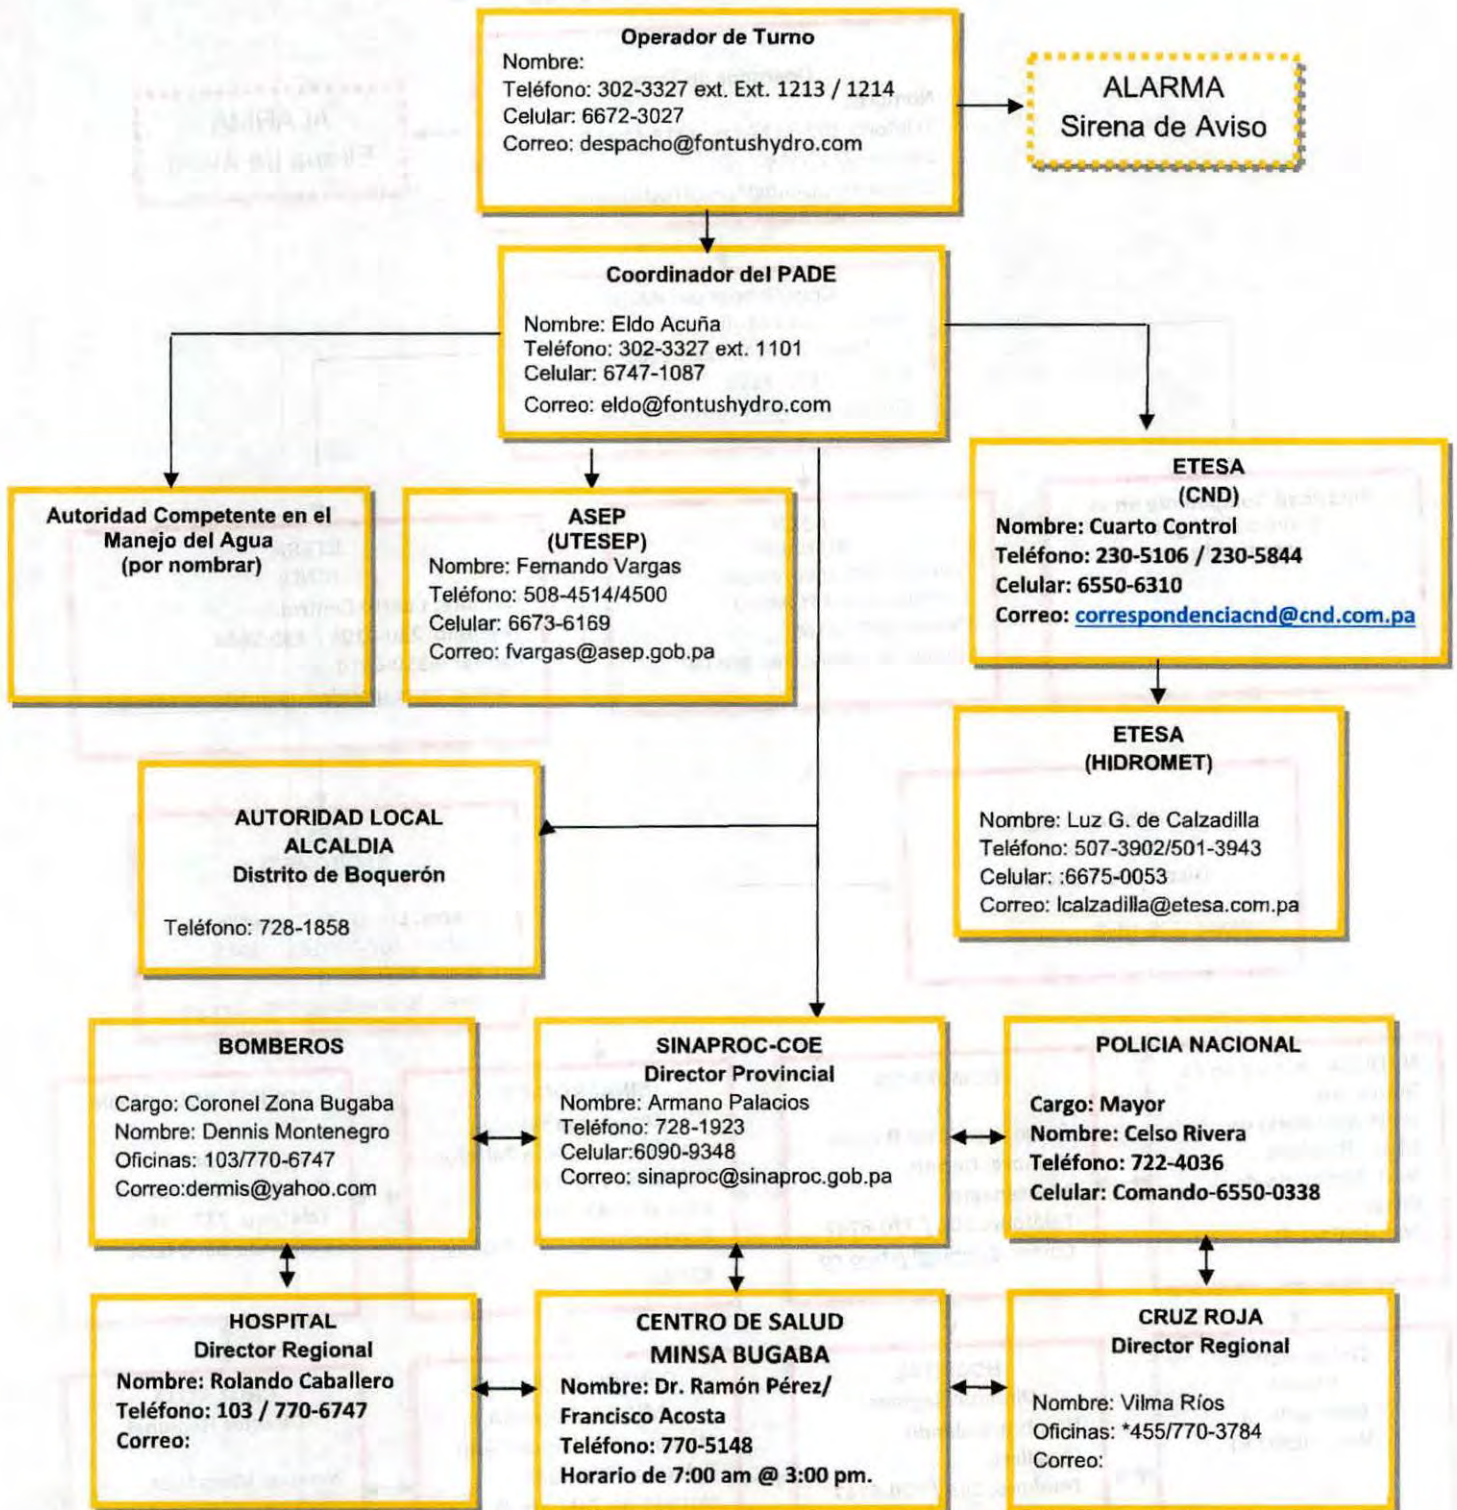 Operador de Turno
Nombre:
Teléfono: 302-3327 ext. Ext. 1213 / 1214
Celular: 6672-3027
Correo: despacho@fontushydro.com
ALARMA
Sirena de Aviso
Coordinador del PADE
Nombre: Eldo Acuña
Teléfono: 302-3327 ext. 1101
Celular: 6747-1087
Correo: eldo@fontushydro.com
Autoridad Competente en el
Manejo del Agua
(por nombrar)
ASEP
(UTESEP)
Nombre: Fernando Vargas
Teléfono: 508-4514/4500
Celular: 6673-6169
Correo: fvargas@asep.gob.pa
ETESA
(CND)
Nombre: Cuarto Control
Teléfono: 230-5106 / 230-5844
Celular: 6550-6310
Correo: correspondenciacnd@cnd.com.pa
ETESA
(HIDROMET)
Nombre: Luz G. de Calzadilla
Teléfono: 507-3902/501-3943
Celular: :6675-0053
Correo: lcalzadilla@etesa.com.pa
AUTORIDAD LOCAL
ALCALDIA
Distrito de Boquerón
Teléfono: 728-1858
BOMBEROS
Cargo: Coronel Zona Bugaba
Nombre: Dennis Montenegro
Oficinas: 103/770-6747
Correo:dermis@yahoo.com
SINAPROC-COE
Director Provincial
Nombre: Armano Palacios
Teléfono: 728-1923
Celular:6090-9348
Correo: sinaproc@sinaproc.gob.pa
POLICIA NACIONAL
Cargo: Mayor
Nombre: Celso Rivera
Teléfono: 722-4036
Celular: Comando-6550-0338
HOSPITAL
Director Regional
Nombre: Rolando Caballero
Teléfono: 103 / 770-6747
Correo:
CENTRO DE SALUD
MINSA BUGABA
Nombre: Dr. Ramón Pérez/
Francisco Acosta
Teléfono: 770-5148
Horario de 7:00 am @ 3:00 pm.
CRUZ ROJA
Director Regional
Nombre: Vilma Ríos
Oficinas: *455/770-3784
Correo: